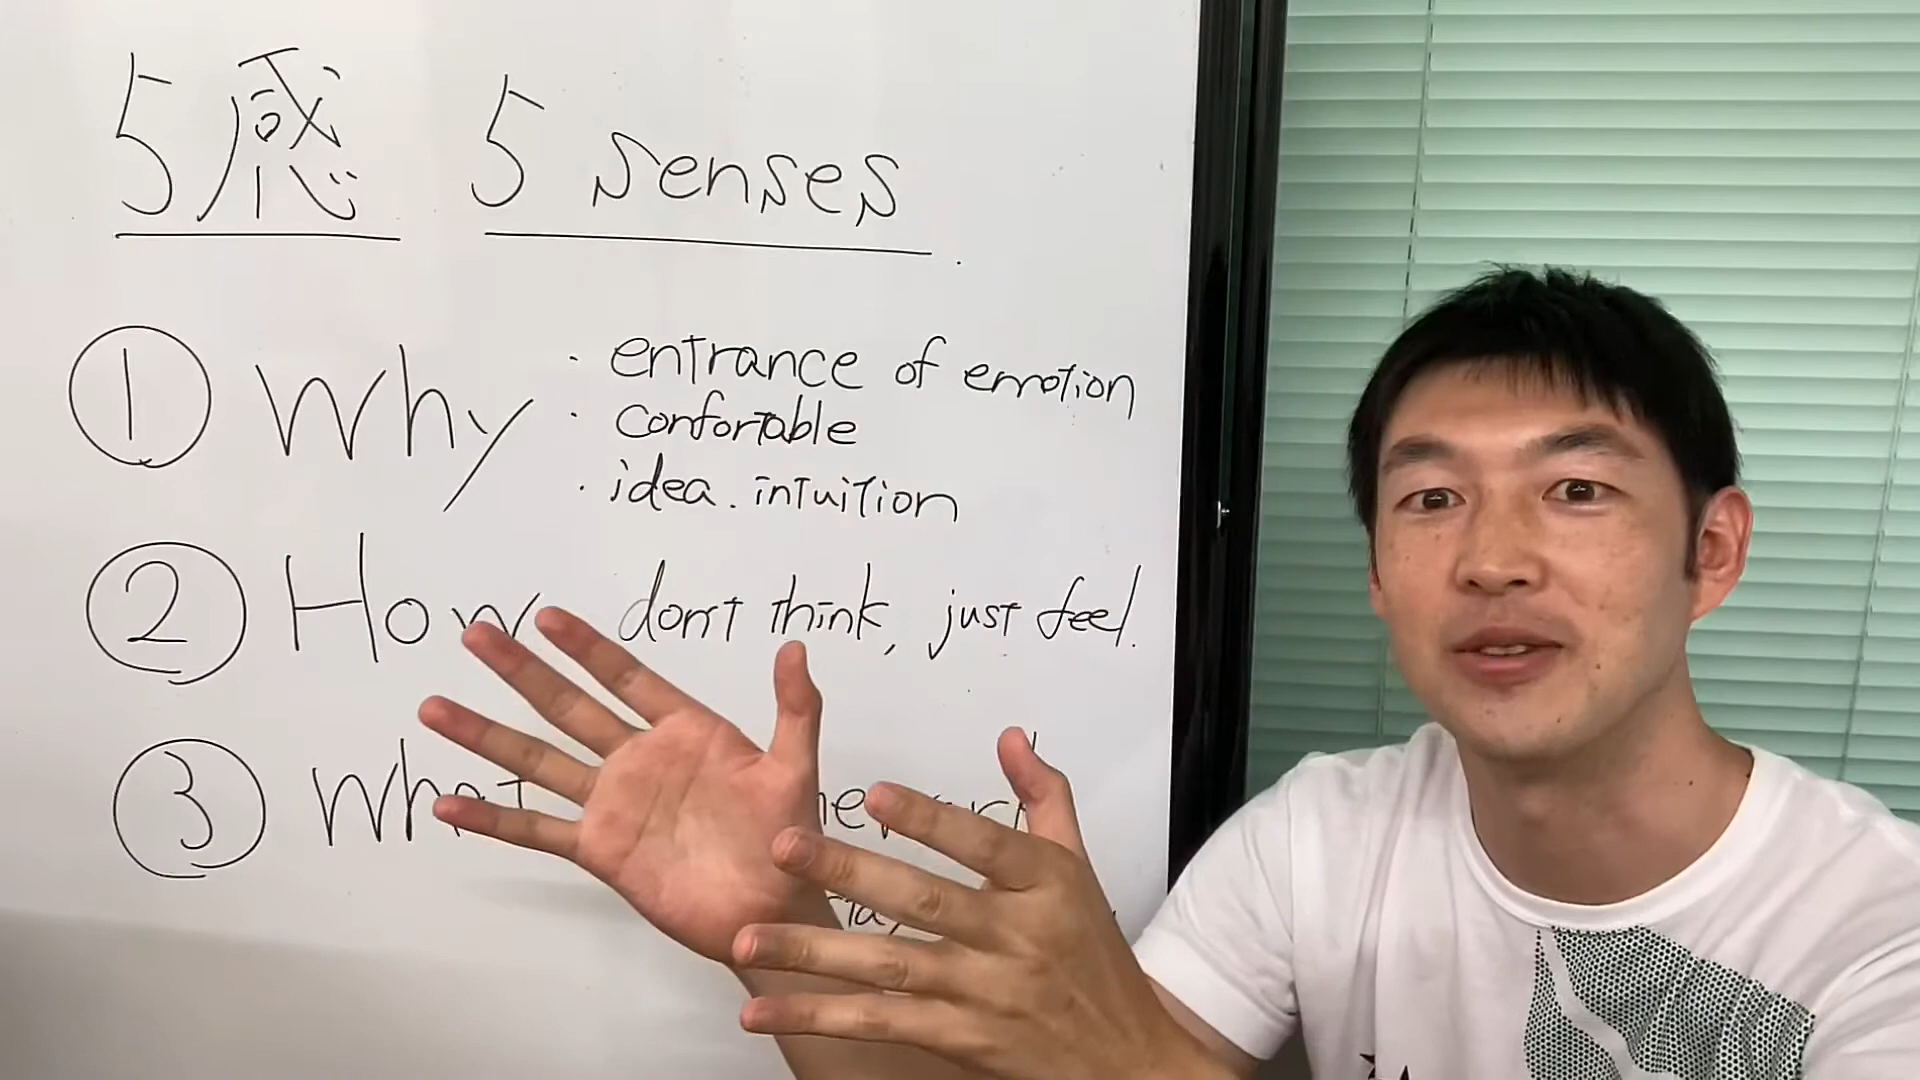 5感 5 senses
① Why
· entrance of emotion
· confortable
· idea. intuition
② How don't think, just feel.
③ What